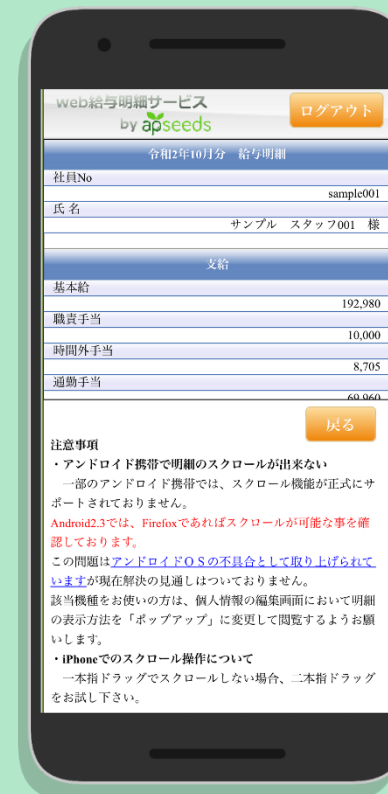 web給与明細サービス
by apseeds
ログアウト
令和2年10月分　給与明細
社員No
sample001
氏 名
サンプル　スタッフ001　様
支給
基本給
192,980
職責手当
10,000
時間外手当
8,705
通勤手当
69,960
戻る
注意事項
・アンドロイド携帯で明細のスクロールが出来ない
　一部のアンドロイド携帯では、スクロール機能が正式にサ
ポートされておりません。
Android2.3では、Firefoxであればスクロールが可能な事を確
認しております。
この問題はアンドロイドＯＳの不具合として取り上げられて
いますが現在解決の見通しはついておりません。
該当機種をお使いの方は、個人情報の編集画面において明細
の表示方法を「ポップアップ」に変更して閲覧するようお願
いします。
・iPhoneでのスクロール操作について
　一本指ドラッグでスクロールしない場合、二本指ドラッグ
をお試し下さい。